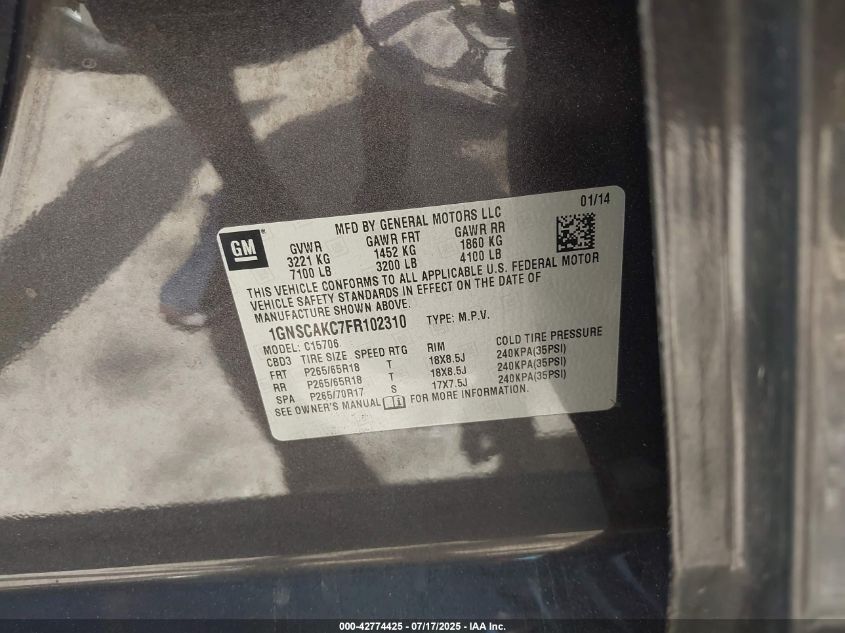 01/14
GM
MFD BY GENERAL MOTORS LLC
GVWR GAWR FRT GAWR RR
3221 KG 1452 KG 1860 KG
7100 LB 3200 LB 4100 LB
THIS VEHICLE CONFORMS TO ALL APPLICABLE U.S. FEDERAL MOTOR
VEHICLE SAFETY STANDARDS IN EFFECT ON THE DATE OF
MANUFACTURE SHOWN ABOVE.
1GNSCAKC7FR102310 TYPE: M.P.V.
MODEL: C15706
CBD3 TIRE SIZE SPEED RTG RIM COLD TIRE PRESSURE
FRT P265/65R18 T 18X8.5J 240KPA(35PSI)
RR P265/65R18 T 18X8.5J 240KPA(35PSI)
SPA P265/70R17 S 17X7.5J 240KPA(35PSI)
SEE OWNER'S MANUAL i FOR MORE INFORMATION.
000-42774425 - 07/17/2025 - IAA Inc.